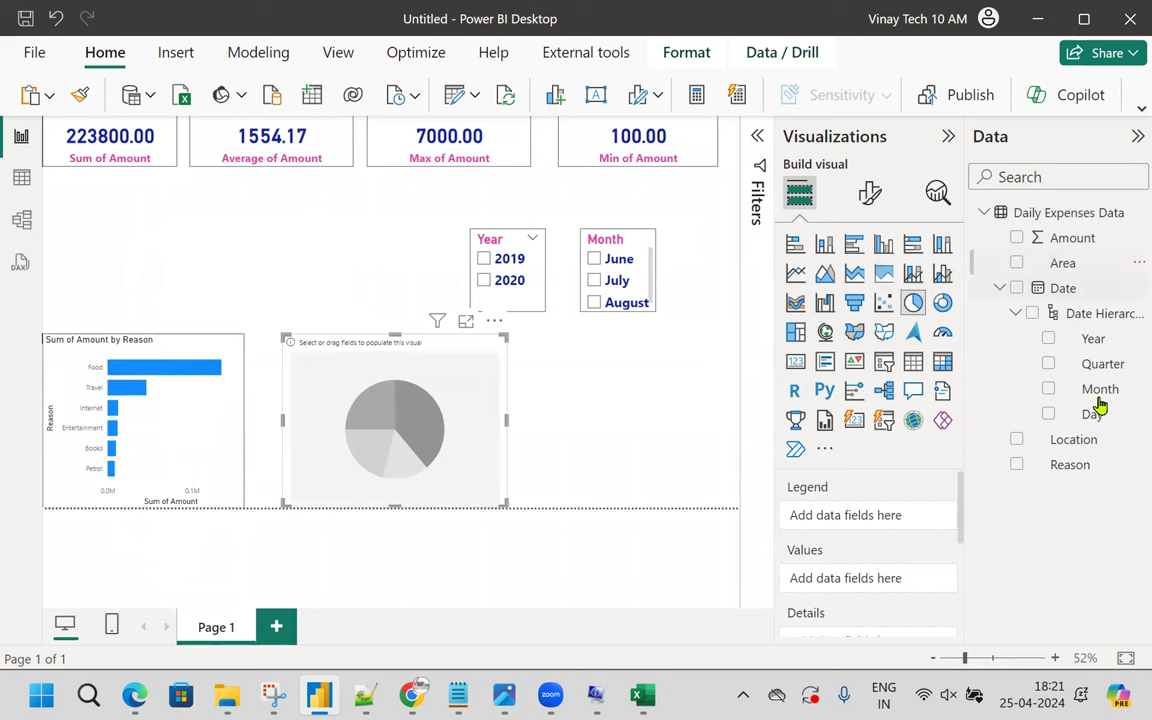 Untitled - Power BI Desktop
Vinay Tech 10 AM
File Home Insert Modeling View Optimize Help External tools Format Data / Drill Share
Sensitivity Publish Copilot
223800.00
Sum of Amount
1554.17
Average of Amount
7000.00
Max of Amount
100.00
Min of Amount
Year
2019
2020
Month
June
July
August
Sum of Amount by Reason
Reason
Food
Travel
Internet
Entertainment
Books
Petrol
0.0M 0.1M
Sum of Amount
Select or drag fields to populate this visual
Filters
Visualizations
Build visual
R Py
Legend
Add data fields here
Values
Add data fields here
Details
Data
Search
Daily Expenses Data
Amount
Area
Date
Date Hierarc...
Year
Quarter
Month
Day
Location
Reason
DAX
Page 1
Page 1 of 1
52%
zoom
ENG
IN
18:21
25-04-2024
PRE